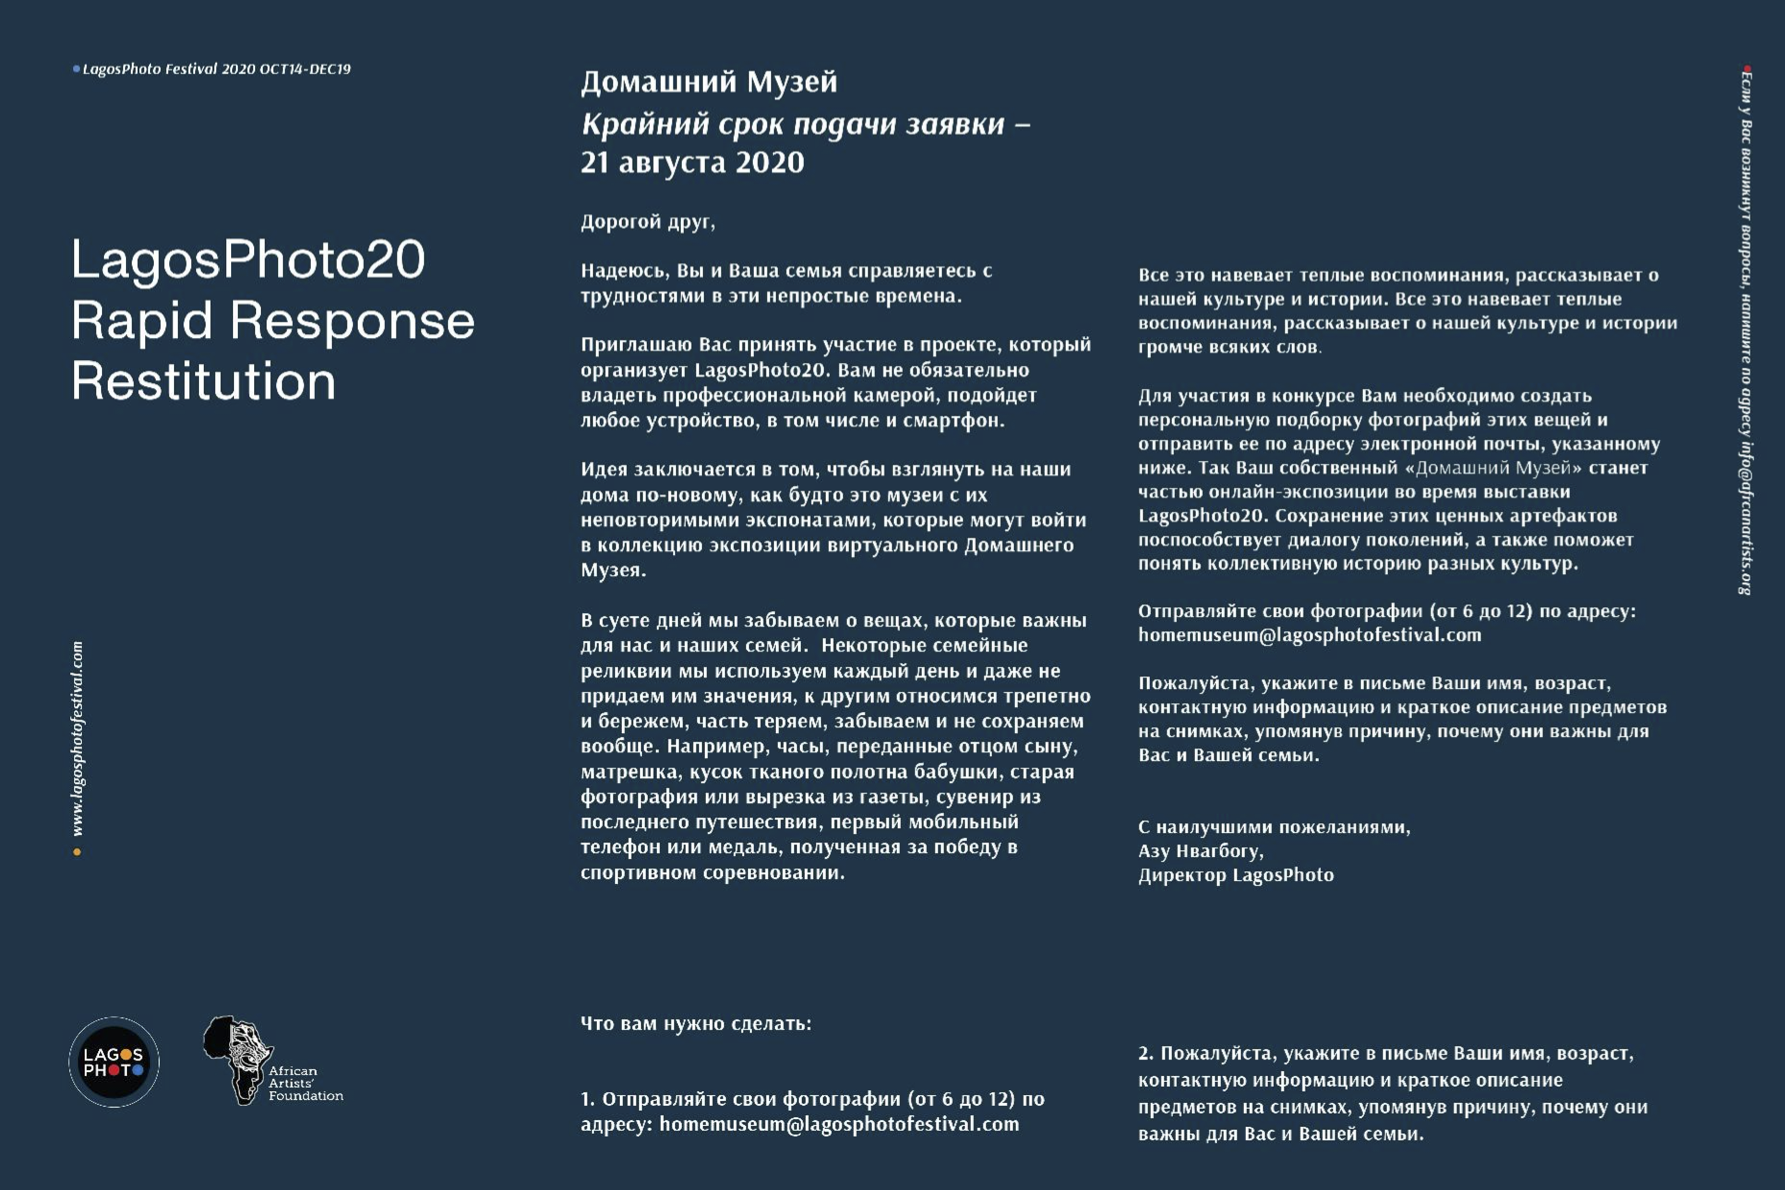 LagosPhoto Festival 2020 OCT14-DEC19
LagosPhoto20
Rapid Response
Restitution
www.lagosphotofestival.com
LAGOS
PHOTO
African
Artists'
Foundation
Домашний Музей
Крайний срок подачи заявки –
21 августа 2020
Дорогой друг,
Надеюсь, Вы и Ваша семья справляетесь с
трудностями в эти непростые времена.
Приглашаю Вас принять участие в проекте, который
организует LagosPhoto20. Вам не обязательно
владеть профессиональной камерой, подойдет
любое устройство, в том числе и смартфон.
Идея заключается в том, чтобы взглянуть на наши
дома по-новому, как будто это музеи с их
неповторимыми экспонатами, которые могут войти
в коллекцию экспозиции виртуального Домашнего
Музея.
В суете дней мы забываем о вещах, которые важны
для нас и наших семей.  Некоторые семейные
реликвии мы используем каждый день и даже не
придаем им значения, к другим относимся трепетно
и бережем, часть теряем, забываем и не сохраняем
вообще. Например, часы, переданные отцом сыну,
матрешка, кусок тканого полотна бабушки, старая
фотография или вырезка из газеты, сувенир из
последнего путешествия, первый мобильный
телефон или медаль, полученная за победу в
спортивном соревновании.
Все это навевает теплые воспоминания, рассказывает о
нашей культуре и истории. Все это навевает теплые
воспоминания, рассказывает о нашей культуре и истории
громче всяких слов.
Для участия в конкурсе Вам необходимо создать
персональную подборку фотографий этих вещей и
отправить ее по адресу электронной почты, указанному
ниже. Так Ваш собственный «Домашний Музей» станет
частью онлайн-экспозиции во время выставки
LagosPhoto20. Сохранение этих ценных артефактов
поспособствует диалогу поколений, а также поможет
понять коллективную историю разных культур.
Отправляйте свои фотографии (от 6 до 12) по адресу:
homemuseum@lagosphotofestival.com
Пожалуйста, укажите в письме Ваши имя, возраст,
контактную информацию и краткое описание предметов
на снимках, упомянув причину, почему они важны для
Вас и Вашей семьи.
С наилучшими пожеланиями,
Азу Нвагбогу,
Директор LagosPhoto
Что вам нужно сделать:
1. Отправляйте свои фотографии (от 6 до 12) по
адресу: homemuseum@lagosphotofestival.com
2. Пожалуйста, укажите в письме Ваши имя, возраст,
контактную информацию и краткое описание
предметов на снимках, упомянув причину, почему они
важны для Вас и Вашей семьи.
Если у Вас возникнут вопросы, напишите по адресу info@afrcanartists.org